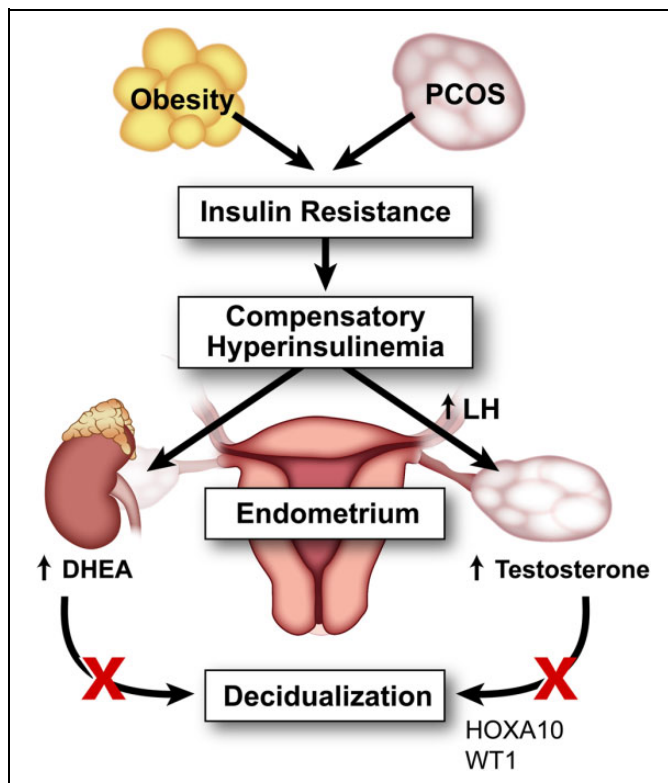 Obesity
PCOS
Insulin Resistance
Compensatory
Hyperinsulinemia
↑ LH
Endometrium
↑ DHEA
↑ Testosterone
X
X
Decidualization
HOXA10
WT1